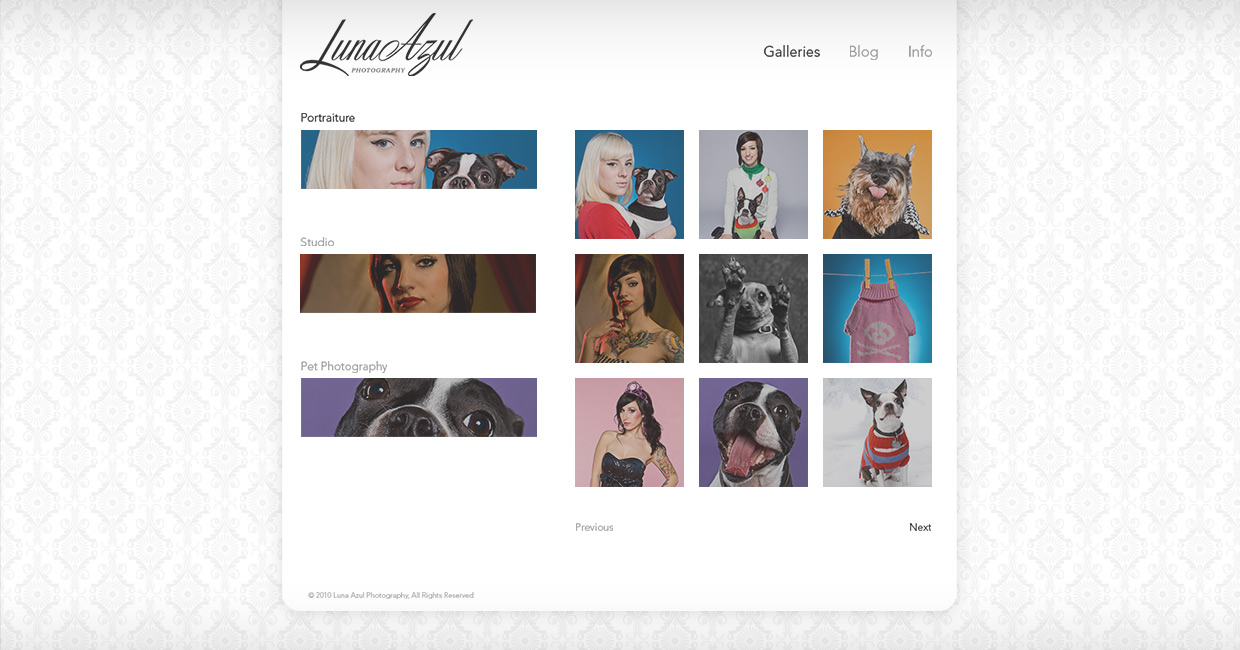 Luna Azul
PHOTOGRAPHY
Galleries Blog Info
Portraiture
Studio
Pet Photography
Previous Next
© 2010 Luna Azul Photography, All Rights Reserved